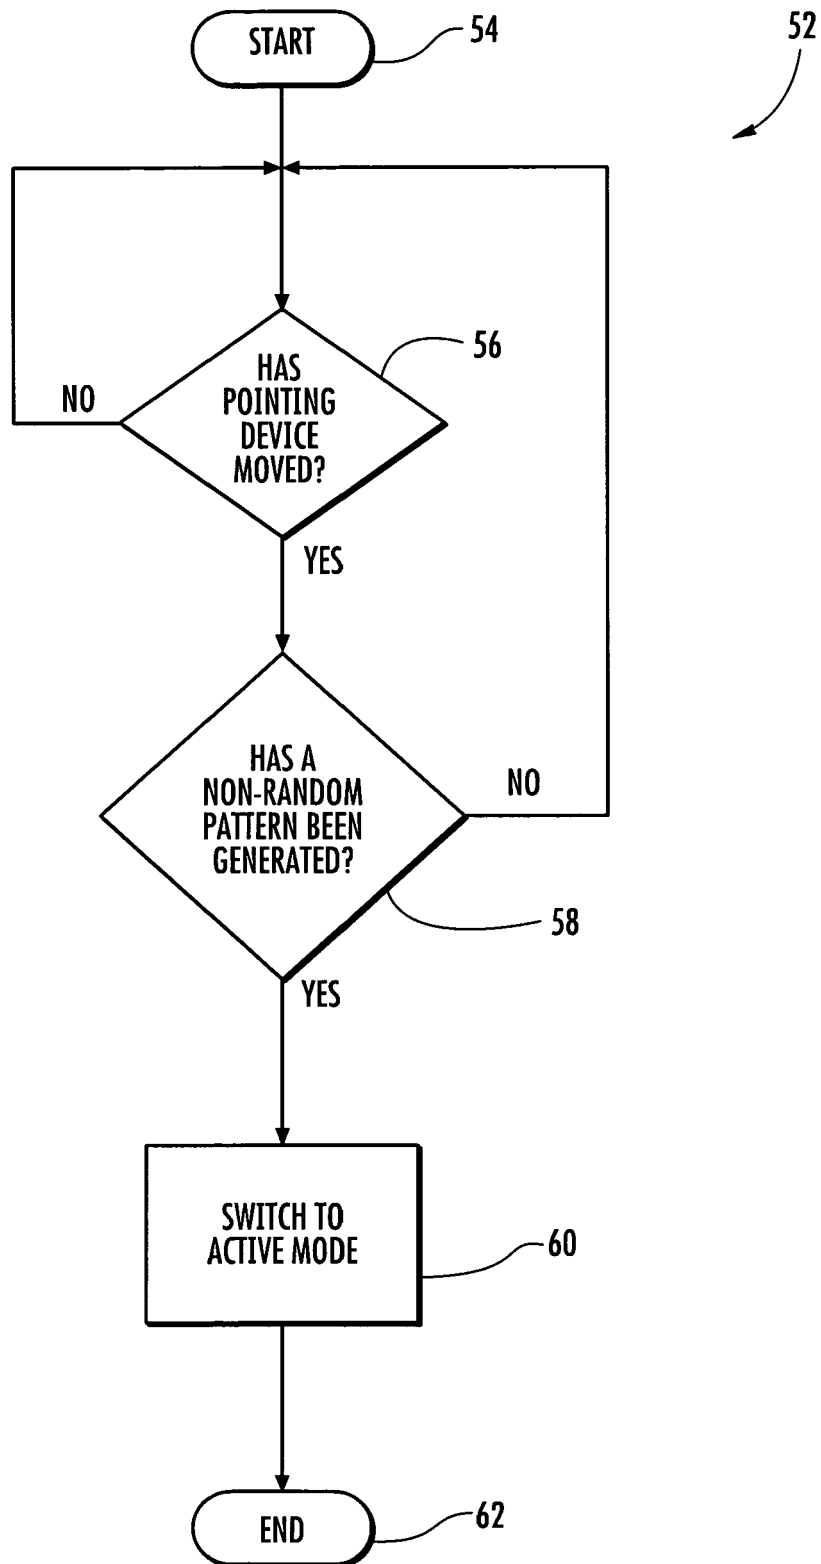 START
54
52
HAS
POINTING
DEVICE
MOVED?
56
NO
YES
HAS A
NON-RANDOM
PATTERN BEEN
GENERATED?
NO
58
YES
SWITCH TO
ACTIVE MODE
60
END
62